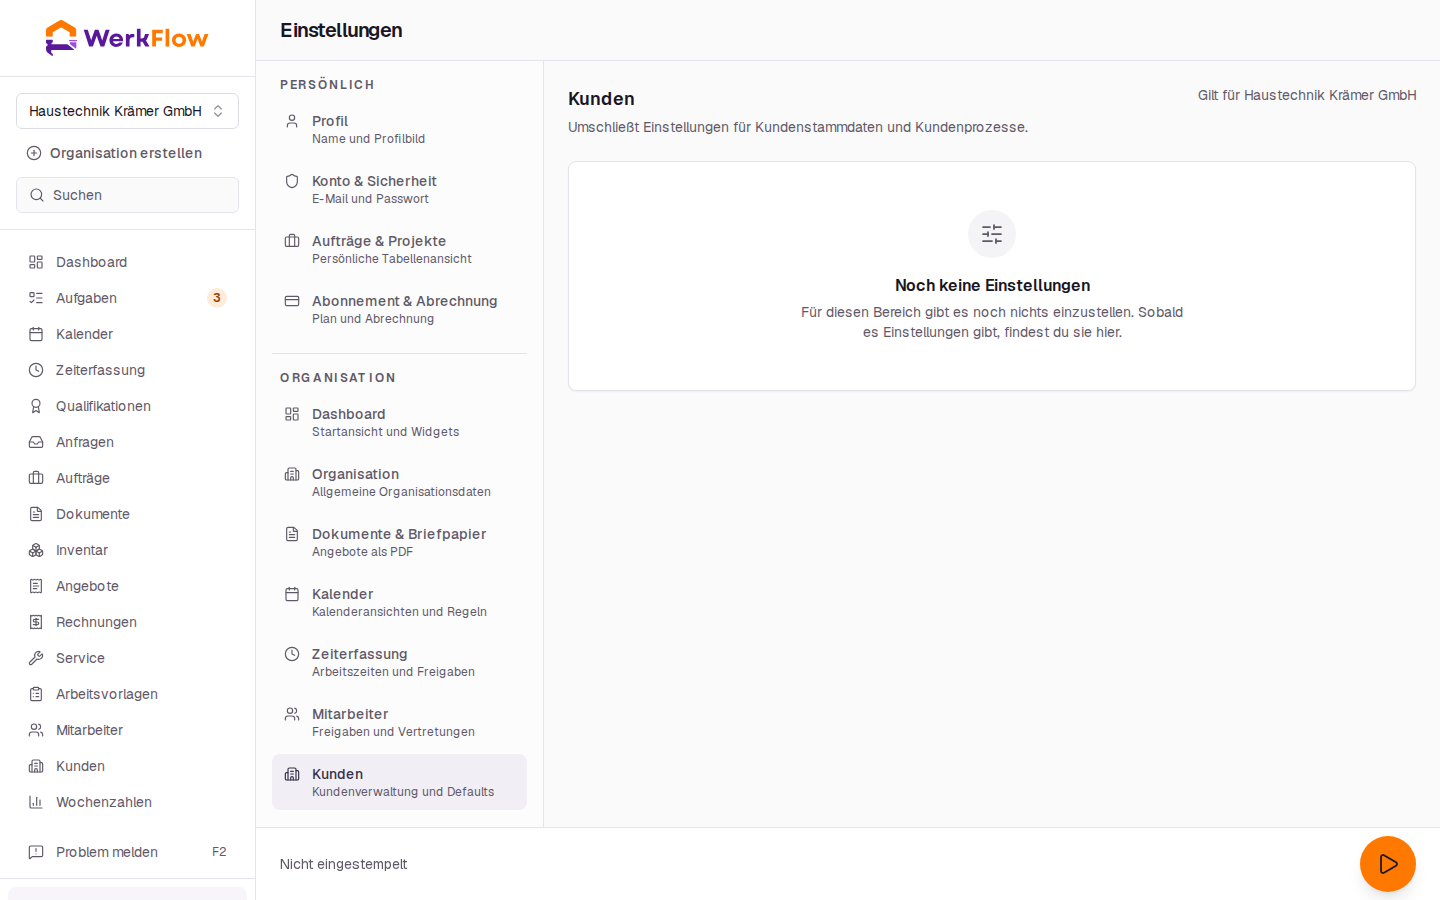 WerkFlow
Haustechnik Krämer GmbH
Organisation erstellen
Suchen
Dashboard
Aufgaben 3
Kalender
Zeiterfassung
Qualifikationen
Anfragen
Aufträge
Dokumente
Inventar
Angebote
Rechnungen
Service
Arbeitsvorlagen
Mitarbeiter
Kunden
Wochenzahlen
Problem melden F2
Einstellungen
PERSÖNLICH
Profil
Name und Profilbild
Konto & Sicherheit
E-Mail und Passwort
Aufträge & Projekte
Persönliche Tabellenansicht
Abonnement & Abrechnung
Plan und Abrechnung
ORGANISATION
Dashboard
Startansicht und Widgets
Organisation
Allgemeine Organisationsdaten
Dokumente & Briefpapier
Angebote als PDF
Kalender
Kalenderansichten und Regeln
Zeiterfassung
Arbeitszeiten und Freigaben
Mitarbeiter
Freigaben und Vertretungen
Kunden
Kundenverwaltung und Defaults
Kunden
Gilt für Haustechnik Krämer GmbH
Umschließt Einstellungen für Kundenstammdaten und Kundenprozesse.
Noch keine Einstellungen
Für diesen Bereich gibt es noch nichts einzustellen. Sobald
es Einstellungen gibt, findest du sie hier.
Nicht eingestempelt